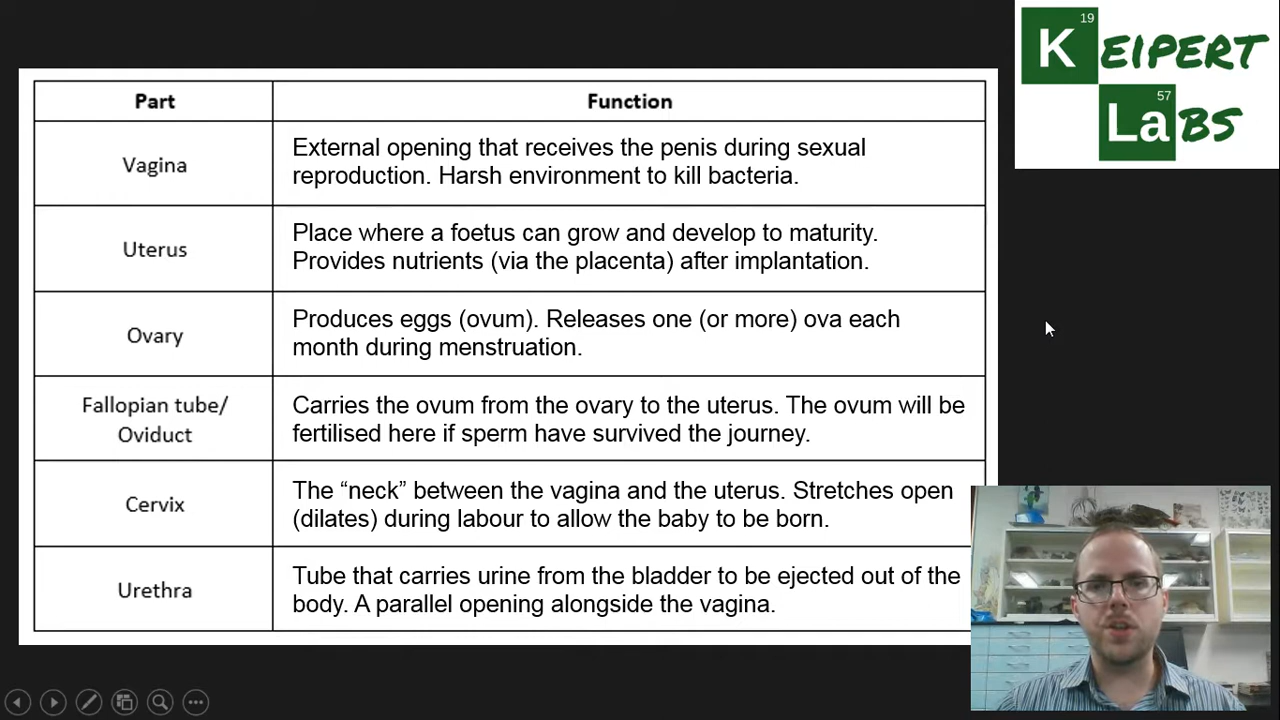 19
K EIPERT
57
La BS
Part Function
Vagina
External opening that receives the penis during sexual
reproduction. Harsh environment to kill bacteria.
Uterus
Place where a foetus can grow and develop to maturity.
Provides nutrients (via the placenta) after implantation.
Ovary
Produces eggs (ovum). Releases one (or more) ova each
month during menstruation.
Fallopian tube/
Oviduct
Carries the ovum from the ovary to the uterus. The ovum will be
fertilised here if sperm have survived the journey.
Cervix
The “neck” between the vagina and the uterus. Stretches open
(dilates) during labour to allow the baby to be born.
Urethra
Tube that carries urine from the bladder to be ejected out of the
body. A parallel opening alongside the vagina.